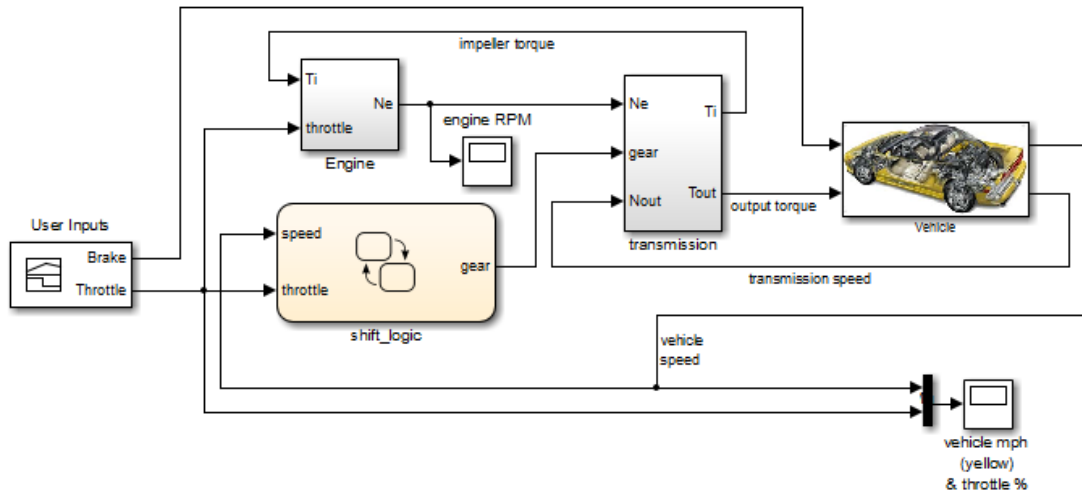 impeller torque
Ti
Ne
throttle
Engine
engine RPM
Ne
Ti
gear
Nout
Tout
transmission
output torque
Vehicle
transmission speed
User Inputs
Brake
Throttle
speed
gear
throttle
shift_logic
vehicle
speed
vehicle mph
(yellow)
& throttle %